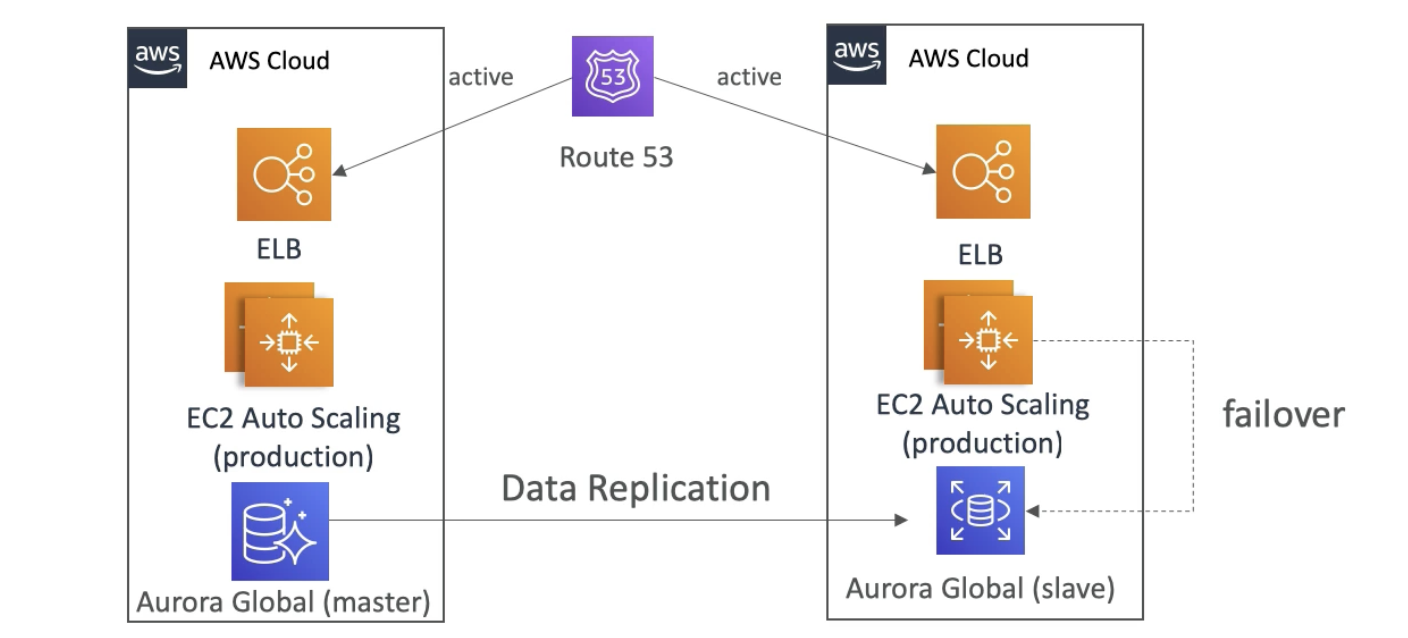 aws
AWS Cloud
active
53
active
Route 53
aws
AWS Cloud
ELB
ELB
EC2 Auto Scaling
(production)
EC2 Auto Scaling
(production)
failover
Data Replication
Aurora Global (master)
Aurora Global (slave)